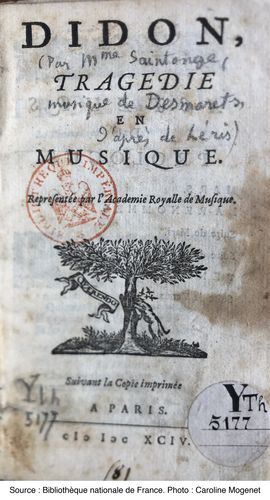 DIDON,
(Par Mme Saintonge,
TRAGEDIE
musique de Desmarets,
EN
d'après de Léris)
MUSIQUE.
Representée par l'Academie Royalle de Musique.
QUÆRENDO
Suivant la Copie imprimée
A PARIS.
cIɔ Iɔc XCIV.
YTh
5177
Yth
5177
Source : Bibliothèque nationale de France. Photo : Caroline Mogenet